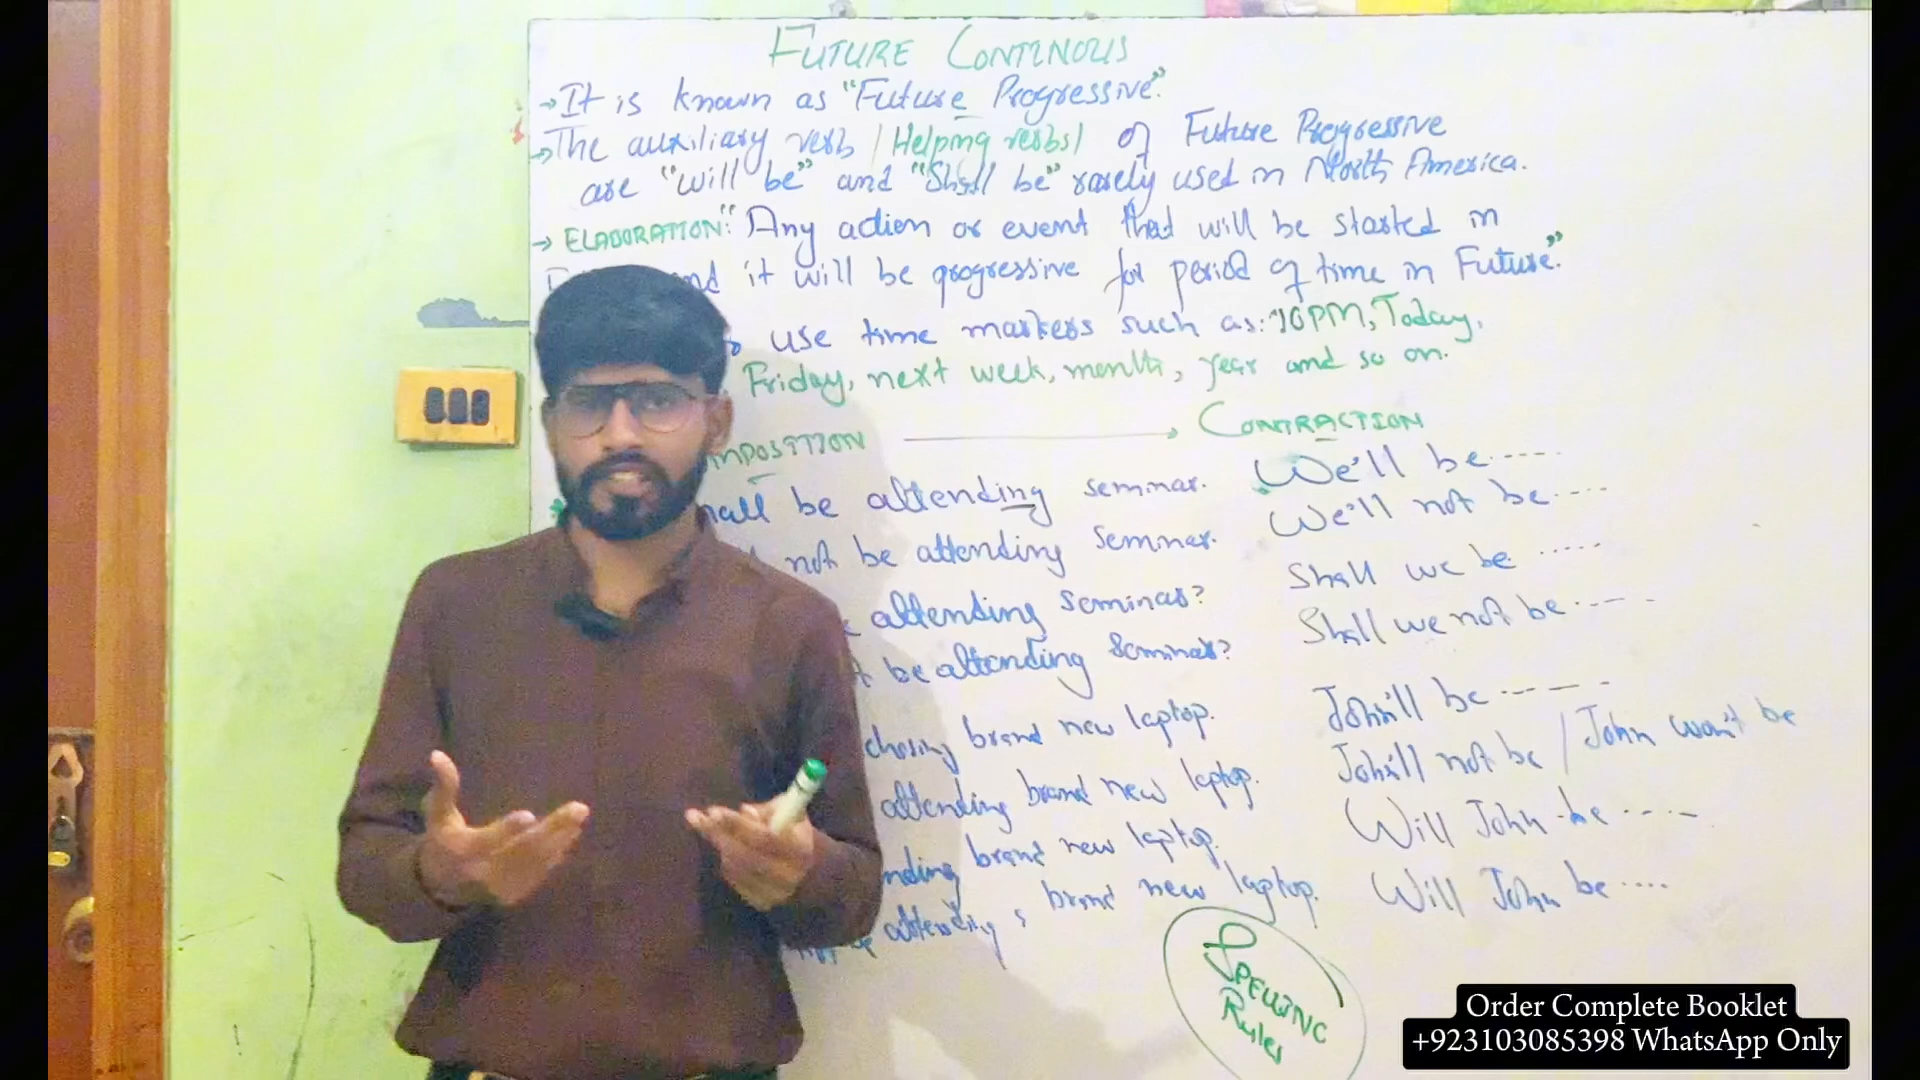 FUTURE CONTINOUS
→It is known as "Future Progressive."
→The auxiliary verb /Helping verbs/ of Future Progressive
are "will be" and "Shall be" rarely used in North America.
→ ELABORATION:" Any action or event that will be started in
and it will be progressive for period of time in Future."
use time markers such as: 10PM, Today,
Friday, next week, month, year and so on.
→ CONTRACTION
be attending seminar. We'll be-----
not be attending seminar. We'll not be----
attending seminar? Shall we be .....
be attending seminar? Shall we not be-----
brand new laptop. John'll be -----
attending brand new laptop. John'll not be / John won't be
brand new laptop. Will John be -----
attending brand new laptop. Will John be ....
SPELLING
Rules
Order Complete Booklet
+923103085398 WhatsApp Only